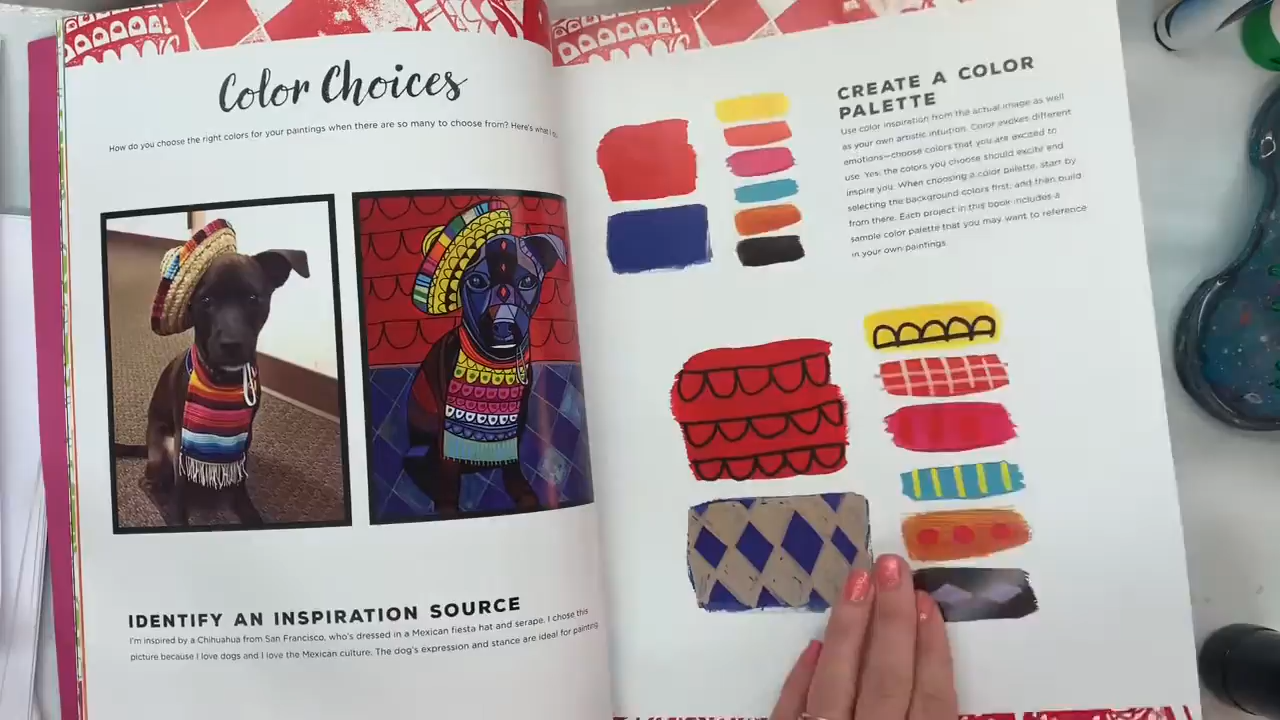 Color Choices
How do you choose the right colors for your paintings when there are so many to choose from? Here's what I
IDENTIFY AN INSPIRATION SOURCE
I'm inspired by a Chihuahua from San Francisco, who's dressed in a Mexican fiesta hat and serape. I chose this
picture because I love dogs and I love the Mexican culture. The dog's expression and stance are ideal for painting.
CREATE A COLOR
PALETTE
Use color inspiration from the actual image as well
as your own artistic intuition. Color evokes different
emotions—choose colors that you are excited to
use. Yes, the colors you choose should excite and
inspire you. When choosing a color palette, start by
selecting the background colors first, and then build
from there. Each project in this book includes a
sample color palette that you may want to reference
in your own paintings.